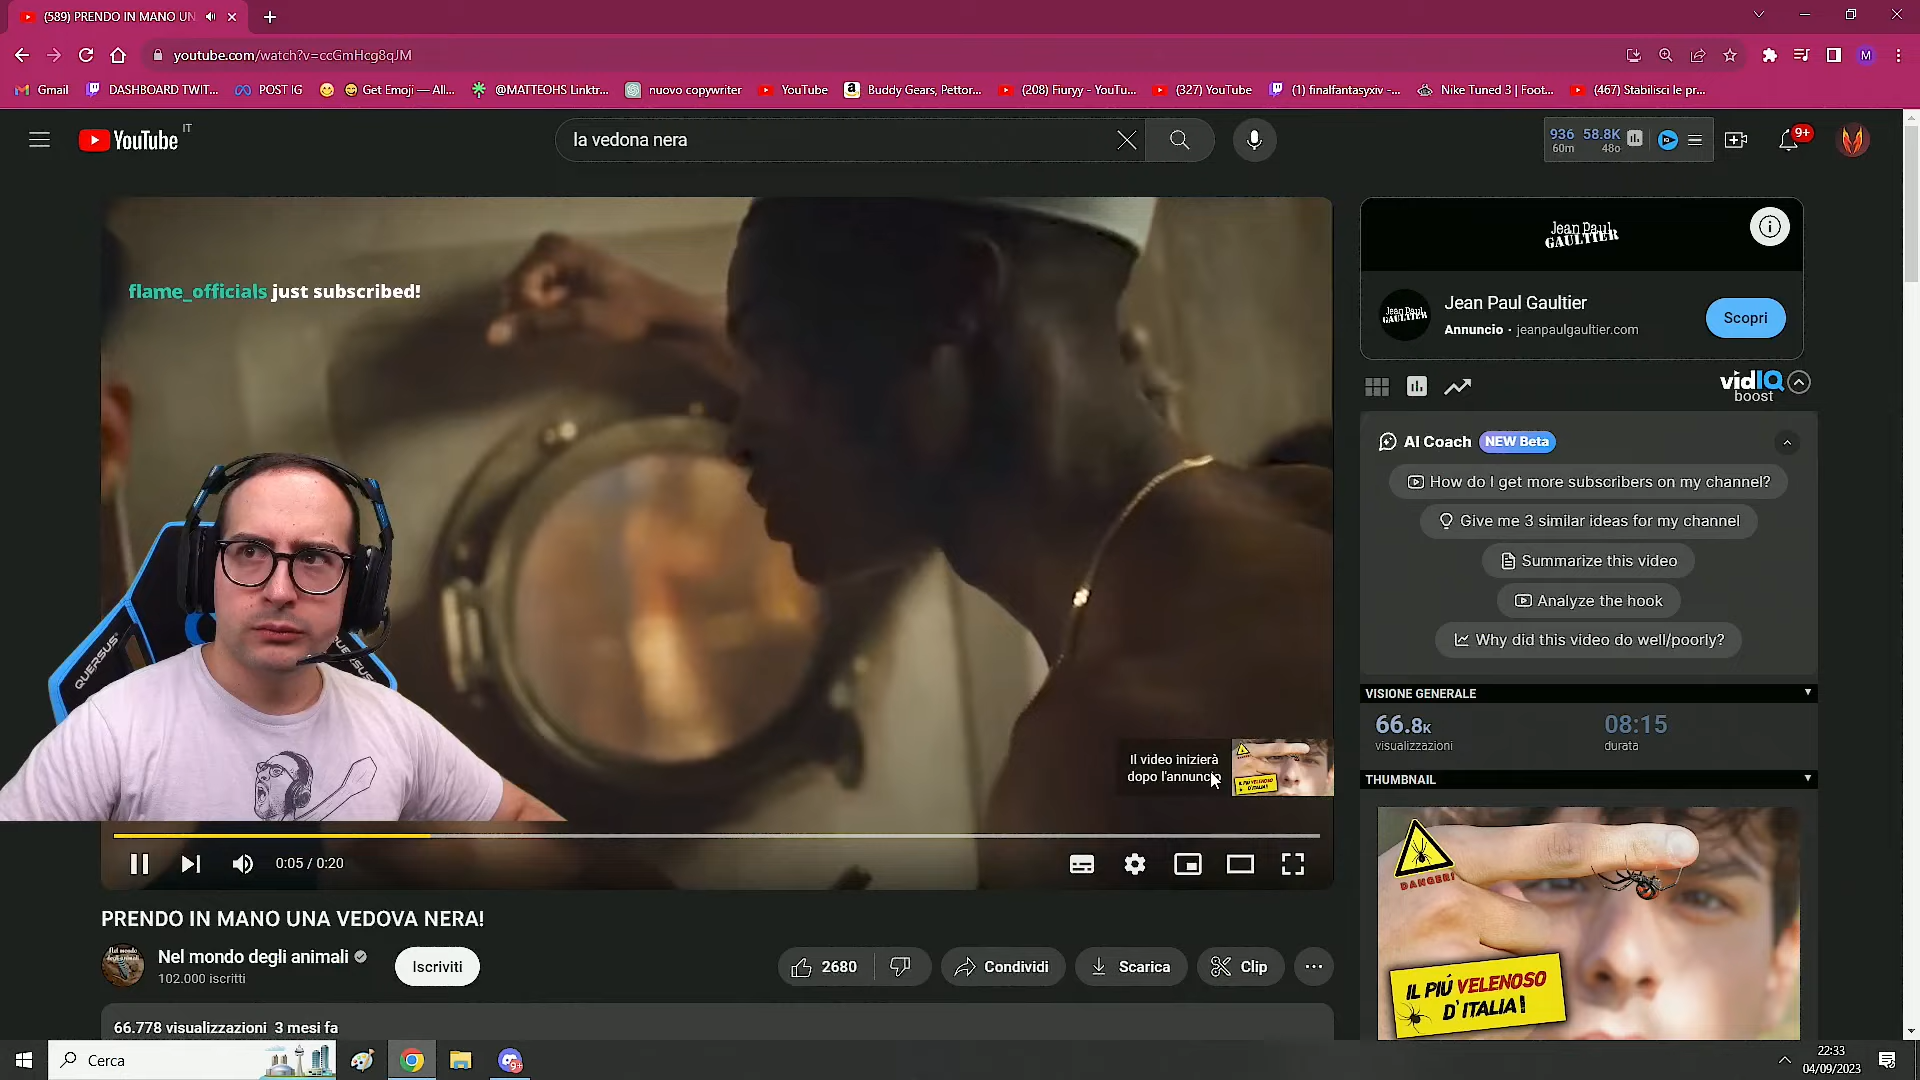 (589) PRENDO IN MANO UN
youtube.com/watch?v=ccGmHcg8qJM
M
Gmail
DASHBOARD TWIT...
POST IG
Get Emoji — All...
@MATTEOHS Linktr...
nuovo copywriter
YouTube
Buddy Gears, Pettor...
(208) Fiuryy - YouTu...
(327) YouTube
(1) finalfantasyxiv -...
Nike Tuned 3 | Foot...
(467) Stabilisci le pr...
YouTube
IT
la vedona nera
936 58.8K
60m 48o
9+
flame_officials just subscribed!
QUERSUS
Il video inizierà
dopo l'annuncio
0:05 / 0:20
PRENDO IN MANO UNA VEDOVA NERA!
Nel mondo degli animali
102.000 iscritti
Iscriviti
2680
Condividi
Scarica
Clip
66.778 visualizzazioni 3 mesi fa
Jean Paul
GAULTIER
Jean Paul Gaultier
Annuncio · jeanpaulgaultier.com
Scopri
vidIQ
boost
AI Coach NEW Beta
How do I get more subscribers on my channel?
Give me 3 similar ideas for my channel
Summarize this video
Analyze the hook
Why did this video do well/poorly?
VISIONE GENERALE
66.8K
visualizzazioni
08:15
durata
THUMBNAIL
DANGER!
IL PIÚ VELENOSO
D'ITALIA!
Cerca
22:33
04/09/2023